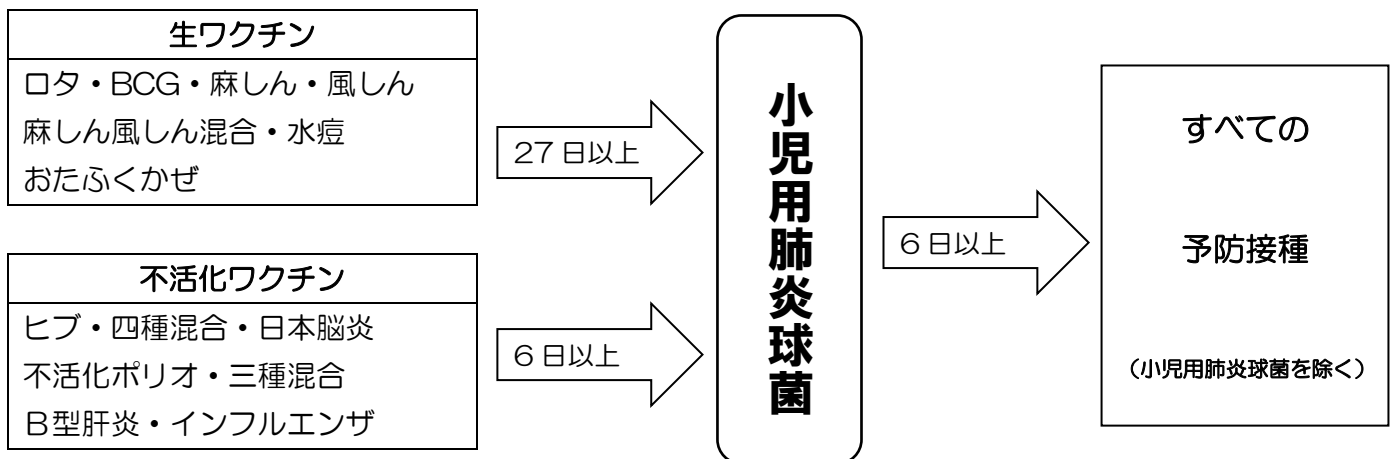 生ワクチン
ロタ・BCG・麻しん・風しん
麻しん風しん混合・水痘
おたふくかぜ
不活化ワクチン
ヒブ・四種混合・日本脳炎
不活化ポリオ・三種混合
B型肝炎・インフルエンザ
27日以上
6日以上
小児用肺炎球菌
6日以上
すべての
予防接種
(小児用肺炎球菌を除く)